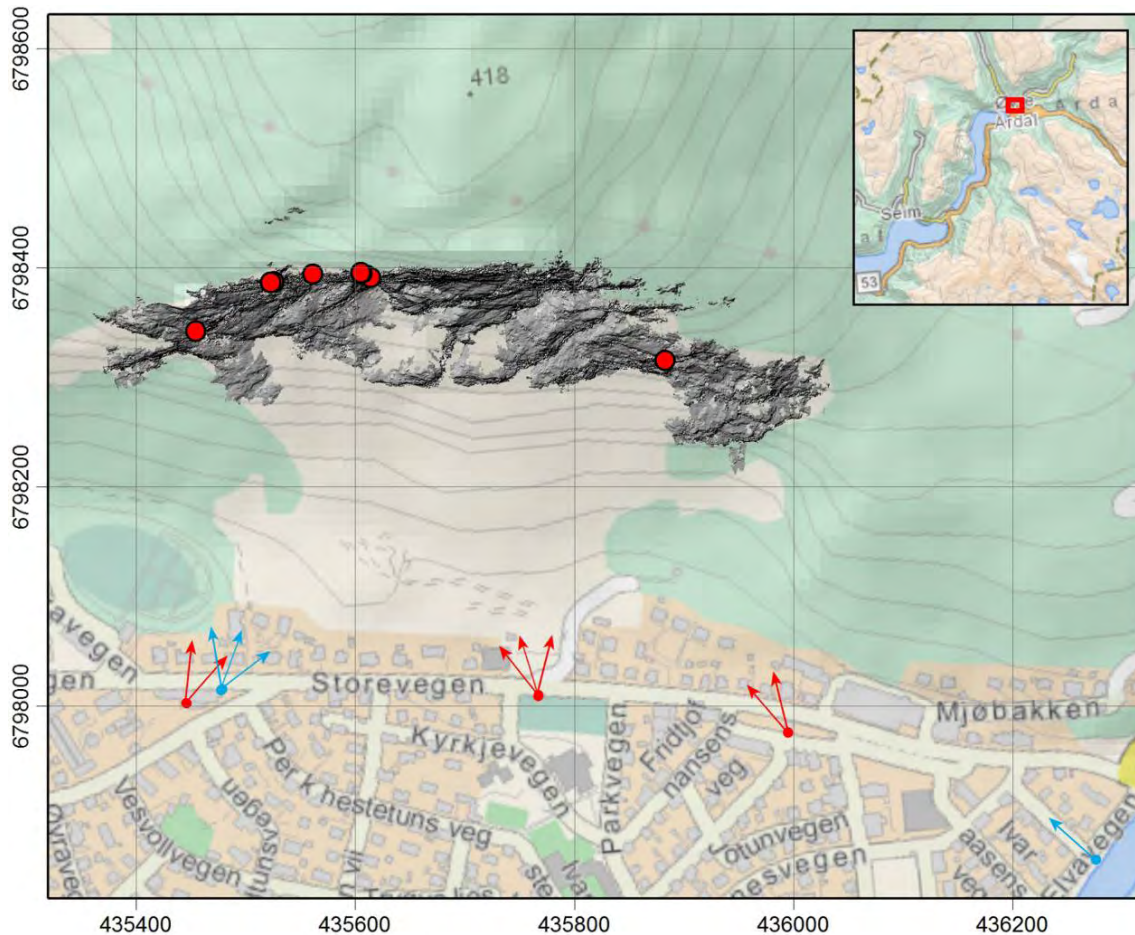 6798600
6798400
6798200
6798000
418
Årdal
Seim
53
Storevegen
Mjøbakken
Kyrkjevegen
Parkvegen
Fridtjof
nansens
veg
Per k hestetuns veg
Vesvollvegen
Ivar
aasens
veg
Elvavegen
435400
435600
435800
436000
436200